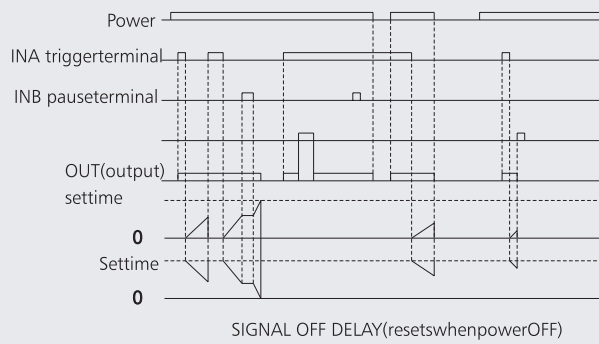 Power
INA triggerterminal
INB pauseterminal
OUT(output)
settime
0
Settime
0
SIGNAL OFF DELAY(resetswhenpowerOFF)